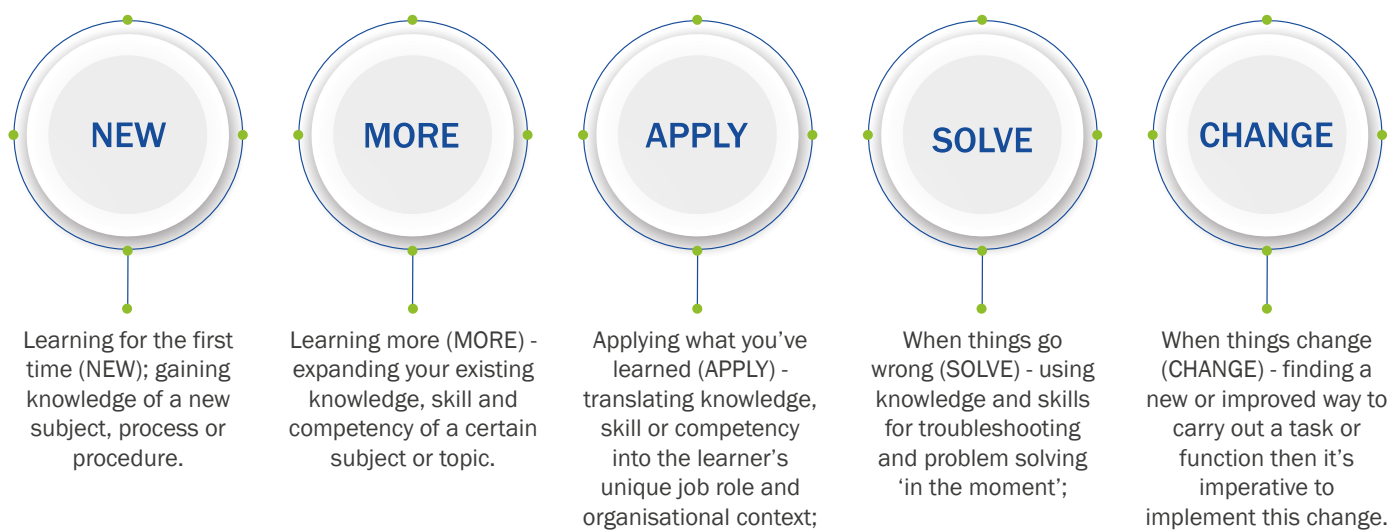 NEW
MORE
APPLY
SOLVE
CHANGE
Learning for the first
time (NEW); gaining
knowledge of a new
subject, process or
procedure.
Learning more (MORE) -
expanding your existing
knowledge, skill and
competency of a certain
subject or topic.
Applying what you’ve
learned (APPLY) -
translating knowledge,
skill or competency
into the learner’s
unique job role and
organisational context;
When things go
wrong (SOLVE) - using
knowledge and skills
for troubleshooting
and problem solving
‘in the moment’;
When things change
(CHANGE) - finding a
new or improved way to
carry out a task or
function then it’s
imperative to
implement this change.